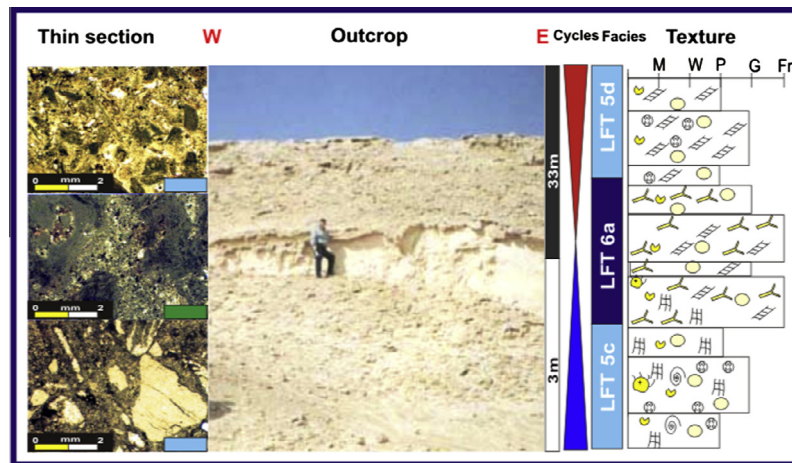 Thin section W Outcrop E Cycles Facies Texture
M W P G Fr
mm
0 2
mm
0 2
mm
0 2
33m
3m
LFT 5d
LFT 6a
LFT 5c